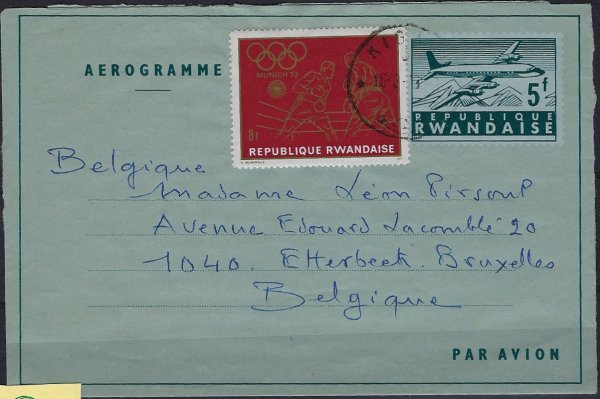 AEROGRAMME
MUNICH 72
8F
REPUBLIQUE RWANDAISE
5f
REPUBLIQUE
RWANDAISE
Belgique
Madame Léon Pirsoul
Avenue Edouard Lacomblé 20
1040. Etterbeek. Bruxelles
Belgique
PAR AVION